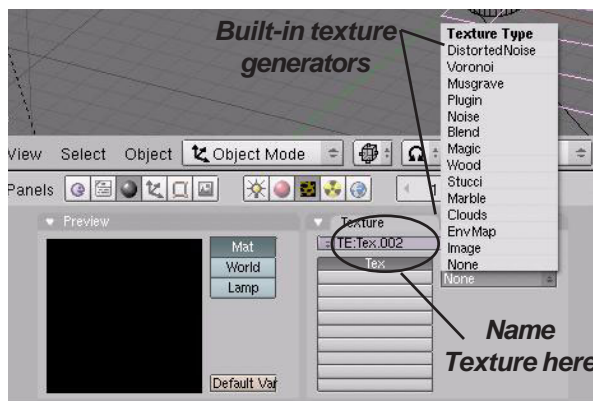 Built-in texture
generators
Texture Type
DistortedNoise
Voronoi
Musgrave
Plugin
Noise
Blend
Magic
Wood
Stucci
Marble
Clouds
EnvMap
Image
None
None
View Select Object Object Mode
Panels 1
Preview
Mat
World
Lamp
Default Var
Texture
TE:Tex.002
Tex
Name
Texture here